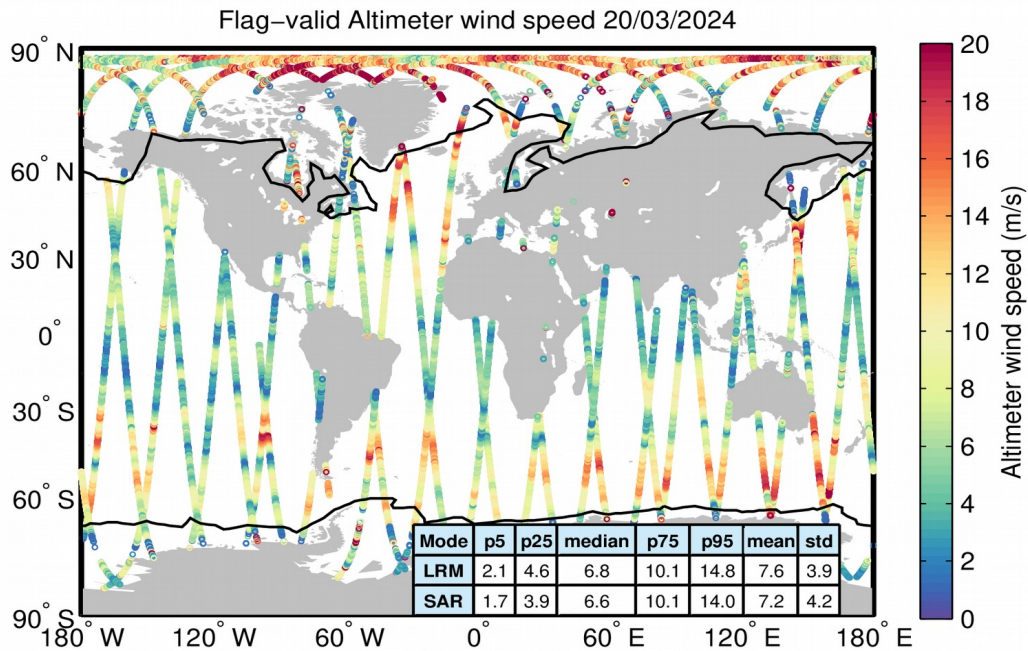 Flag−valid Altimeter wind speed 20/03/2024
90° N
60° N
30° N
0°
30° S
60° S
90° S
180° W 120° W 60° W 0° 60° E 120° E 180° E
Mode p5 p25 median p75 p95 mean std
LRM 2.1 4.6 6.8 10.1 14.8 7.6 3.9
SAR 1.7 3.9 6.6 10.1 14.0 7.2 4.2
20
18
16
14
12
10
8
6
4
2
0
Altimeter wind speed (m/s)